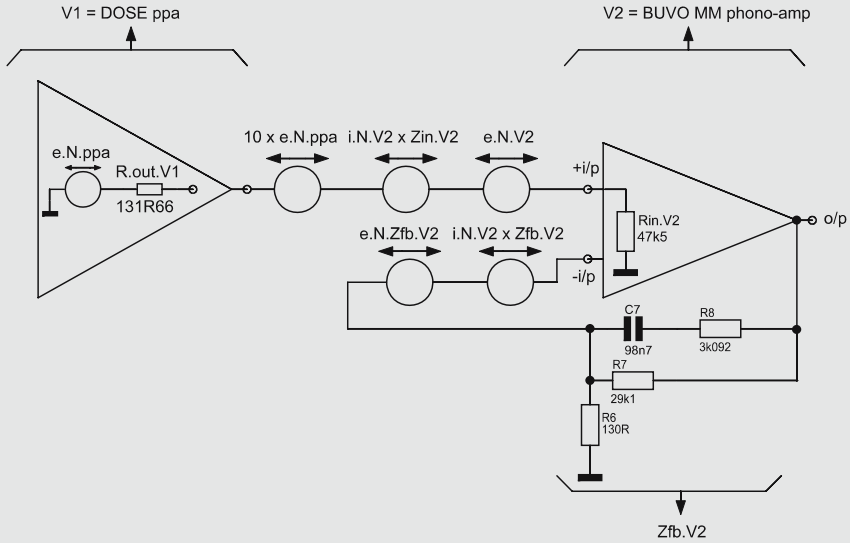 V1 = DOSE ppa
V2 = BUVO MM phono-amp
10 x e.N.ppa
i.N.V2 x Zin.V2
e.N.V2
e.N.ppa
R.out.V1
131R66
+i/p
Rin.V2
47k5
o/p
e.N.Zfb.V2
i.N.V2 x Zfb.V2
-i/p
C7
98n7
R8
3k092
R7
29k1
R6
130R
Zfb.V2